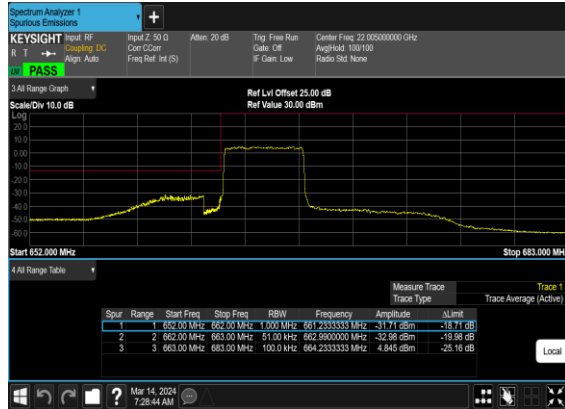 Spectrum Analyzer 1
Spurious Emissions
+
KEYSIGHT Input: RF Input Z: 50 Ω Atten: 20 dB Trig: Free Run Center Freq: 22.005000000 GHz
R T Coupling: DC Corr CCorr Gate: Off Avg|Hold: 100/100
Align: Auto Freq Ref: Int (S) IF Gain: Low Radio Std: None
PASS
3 All Range Graph
Ref Lvl Offset 25.00 dB
Scale/Div 10.0 dB Ref Value 30.00 dBm
Log
20.0
10.0
0.00
-10.0
-20.0
-30.0
-40.0
-50.0
-60.0
Start 652.000 MHz Stop 683.000 MH
4 All Range Table
Measure Trace Trace 1
Trace Type Trace Average (Active)
Spur Range Start Freq Stop Freq RBW Frequency Amplitude ΔLimit
1 1 652.00 MHz 662.00 MHz 1.000 MHz 661.2333333 MHz -31.71 dBm -18.71 dB
2 2 662.00 MHz 663.00 MHz 51.00 kHz 662.9900000 MHz -32.98 dBm -19.98 dB
3 3 663.00 MHz 683.00 MHz 100.0 kHz 664.2333333 MHz 4.845 dBm -25.16 dB
Local
? Mar 14, 2024
7:28:44 AM